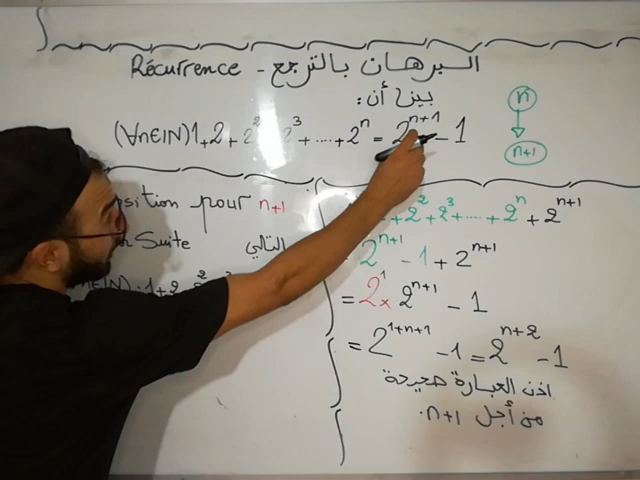 البرهان بالترجع - Récurrence
بين أن:
(∀n∈IN) 1+2+2²+2³+....+2ⁿ = 2ⁿ⁺¹ - 1
n
n+1
pour n+1
Suite التالي
+2²+2³+....+2ⁿ+2ⁿ⁺¹
2ⁿ⁺¹ - 1 + 2ⁿ⁺¹
= 2¹ × 2ⁿ⁺¹ - 1
= 2¹⁺ⁿ⁺¹ - 1 = 2ⁿ⁺² - 1
اذن العبارة صحيحة
من أجل n+1.